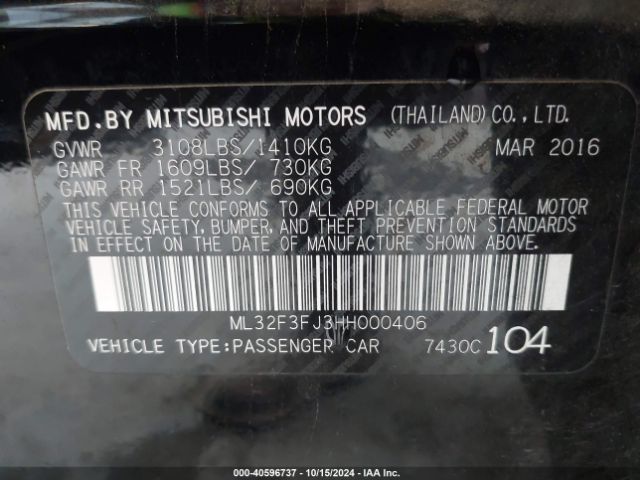 MFD.BY MITSUBISHI MOTORS (THAILAND)CO.,LTD.
GVWR 3108LBS/1410KG MAR 2016
GAWR FR 1609LBS/ 730KG
GAWR RR 1521LBS/ 690KG
THIS VEHICLE CONFORMS TO ALL APPLICABLE FEDERAL MOTOR
VEHICLE SAFETY, BUMPER, AND THEFT PREVENTION STANDARDS
IN EFFECT ON THE DATE OF MANUFACTURE SHOWN ABOVE.
ML32F3FJ3HH000406
VEHICLE TYPE:PASSENGER CAR 7430C 104
000-40596737 - 10/15/2024 - IAA Inc.